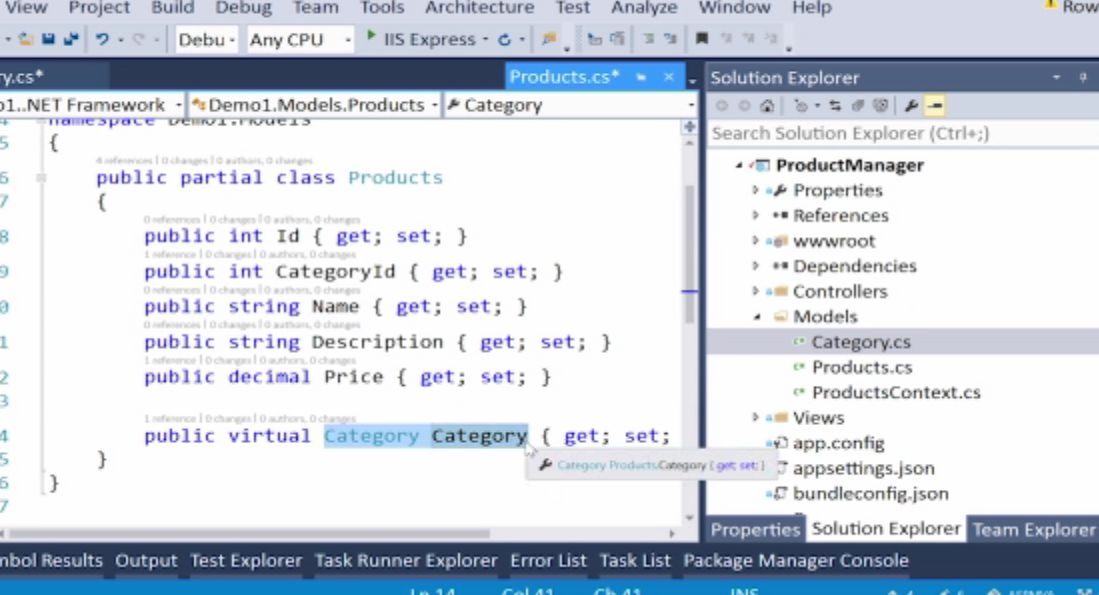 View Project Build Debug Team Tools Architecture Test Analyze Window Help Row
Debu Any CPU IIS Express
ry.cs* Products.cs*
o1..NET Framework Demo1.Models.Products Category
namespace Demo1.Models
5 {
4 references | 0 changes | 0 authors, 0 changes
6 public partial class Products
7 {
0 references | 0 changes | 0 authors, 0 changes
8 public int Id { get; set; }
1 reference | 0 changes | 0 authors, 0 changes
9 public int CategoryId { get; set; }
0 references | 0 changes | 0 authors, 0 changes
0 public string Name { get; set; }
0 references | 0 changes | 0 authors, 0 changes
1 public string Description { get; set; }
1 reference | 0 changes | 0 authors, 0 changes
2 public decimal Price { get; set; }
3
1 reference | 0 changes | 0 authors, 0 changes
4 public virtual Category Category { get; set;
Category Products.Category { get; set; }
5 }
6 }
7
Solution Explorer
Search Solution Explorer (Ctrl+;)
ProductManager
Properties
References
wwwroot
Dependencies
Controllers
Models
Category.cs
Products.cs
ProductsContext.cs
Views
app.config
appsettings.json
bundleconfig.json
Properties Solution Explorer Team Explorer
mbol Results Output Test Explorer Task Runner Explorer Error List Task List Package Manager Console
Ln 14 Col 41 Ch 41 INS